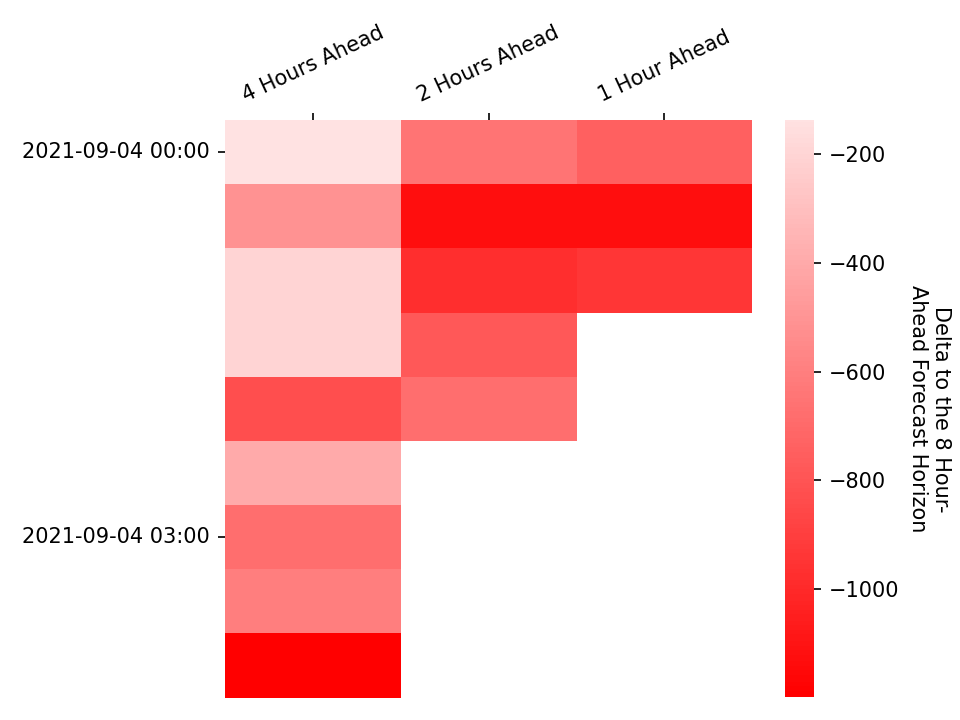 4 Hours Ahead
2 Hours Ahead
1 Hour Ahead
2021-09-04 00:00
2021-09-04 03:00
−200
−400
−600
−800
−1000
Delta to the 8 Hour-
Ahead Forecast Horizon